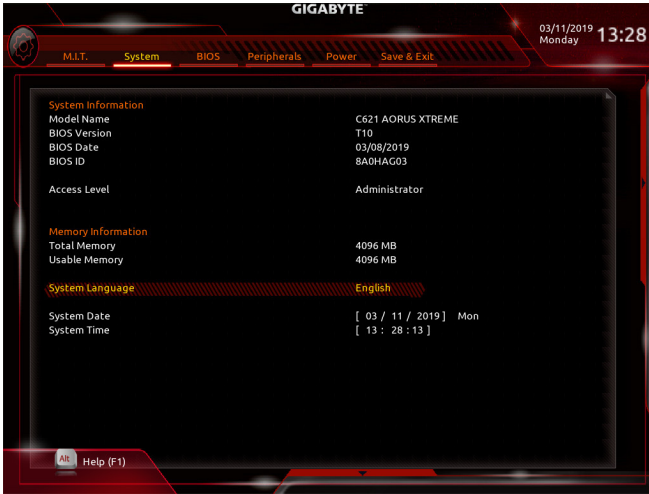 GIGABYTE™
03/11/2019 13:28
Monday
M.I.T. System BIOS Peripherals Power Save & Exit
System Information
Model Name C621 AORUS XTREME
BIOS Version T10
BIOS Date 03/08/2019
BIOS ID 8A0HAG03
Access Level Administrator
Memory Information
Total Memory 4096 MB
Usable Memory 4096 MB
System Language English
System Date [ 03 / 11 / 2019 ] Mon
System Time [ 13 : 28 : 13 ]
Alt Help (F1)